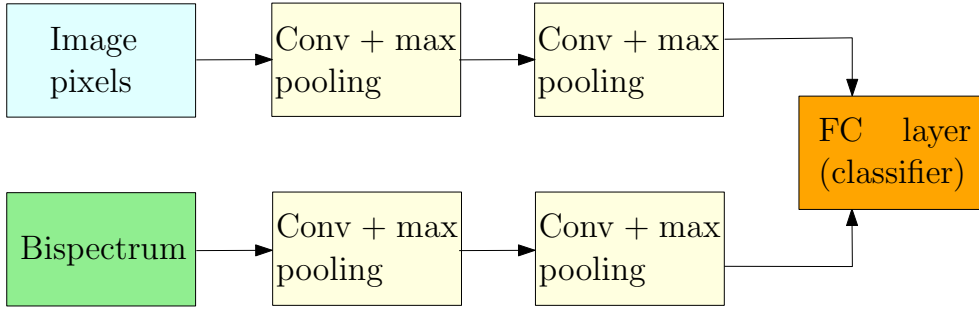 Image
pixels
Conv + max
pooling
Conv + max
pooling
FC layer
(classifier)
Bispectrum
Conv + max
pooling
Conv + max
pooling